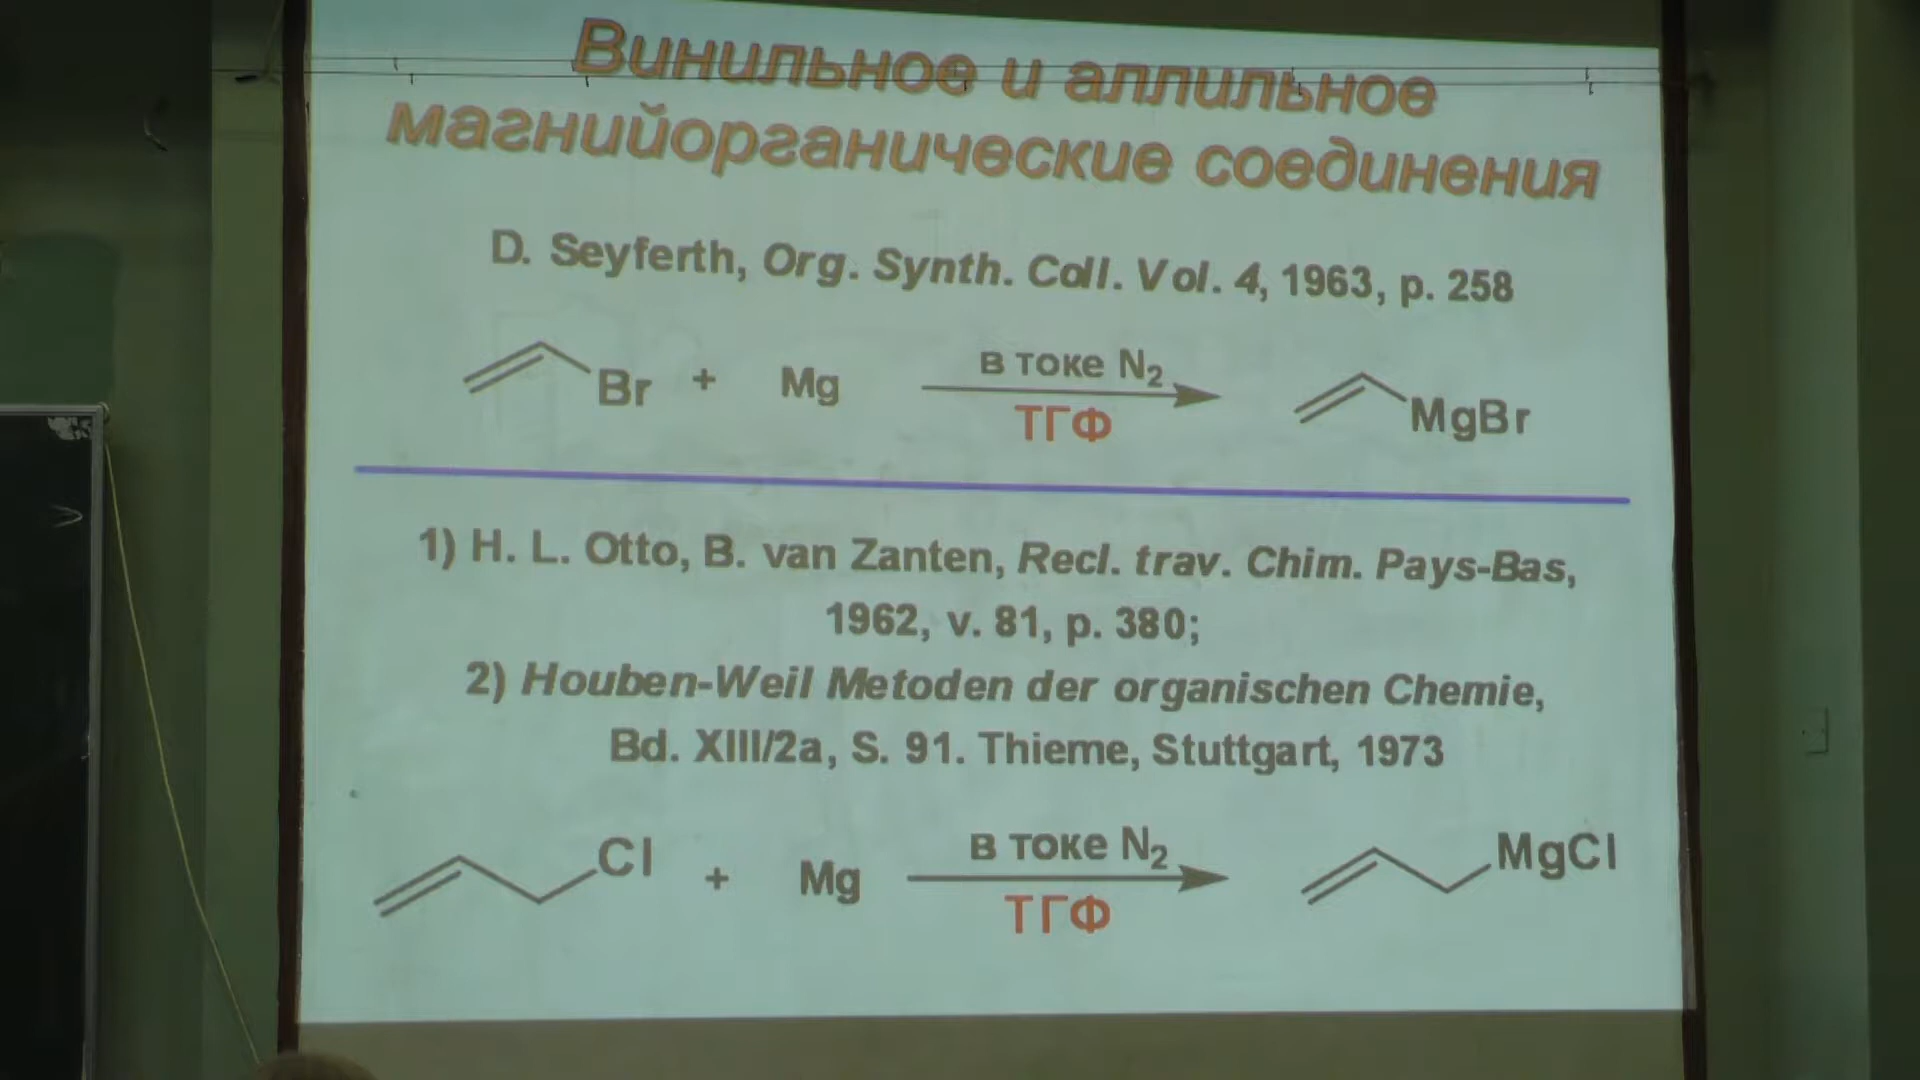 Винильное и аллильное
магнийорганические соединения
D. Seyferth, Org. Synth. Coll. Vol. 4, 1963, p. 258
Br + Mg в токе N₂ ТГФ MgBr
1) H. L. Otto, B. van Zanten, Recl. trav. Chim. Pays-Bas,
1962, v. 81, p. 380;
2) Houben-Weil Metoden der organischen Chemie,
Bd. XIII/2a, S. 91. Thieme, Stuttgart, 1973
Cl + Mg в токе N₂ ТГФ MgCl